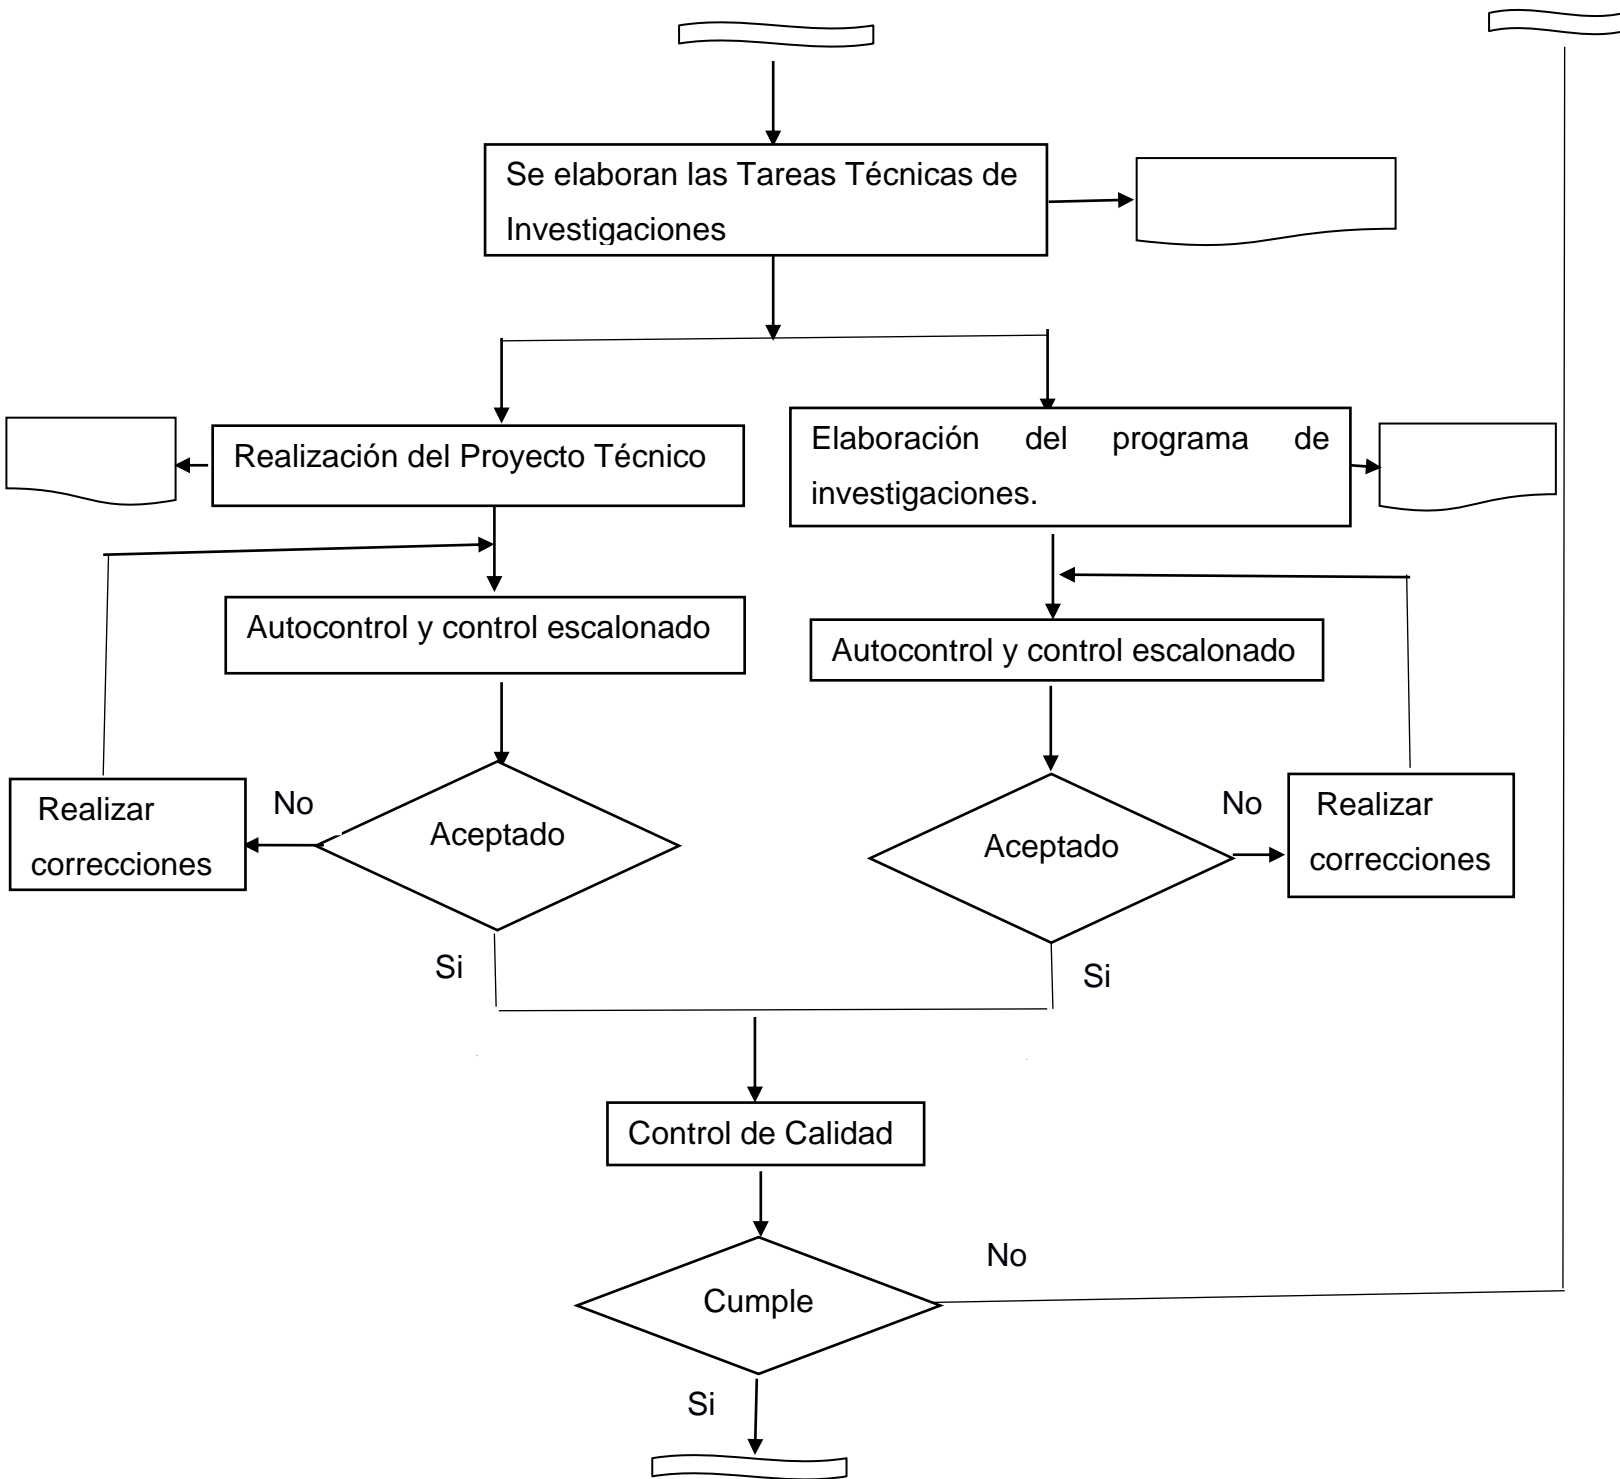 Se elaboran las Tareas Técnicas de
Investigaciones
Realización del Proyecto Técnico
Elaboración del programa de
investigaciones.
Autocontrol y control escalonado
Autocontrol y control escalonado
Realizar
correcciones
No
Aceptado
Aceptado
No
Realizar
correcciones
Si
Si
Control de Calidad
Cumple
No
Si